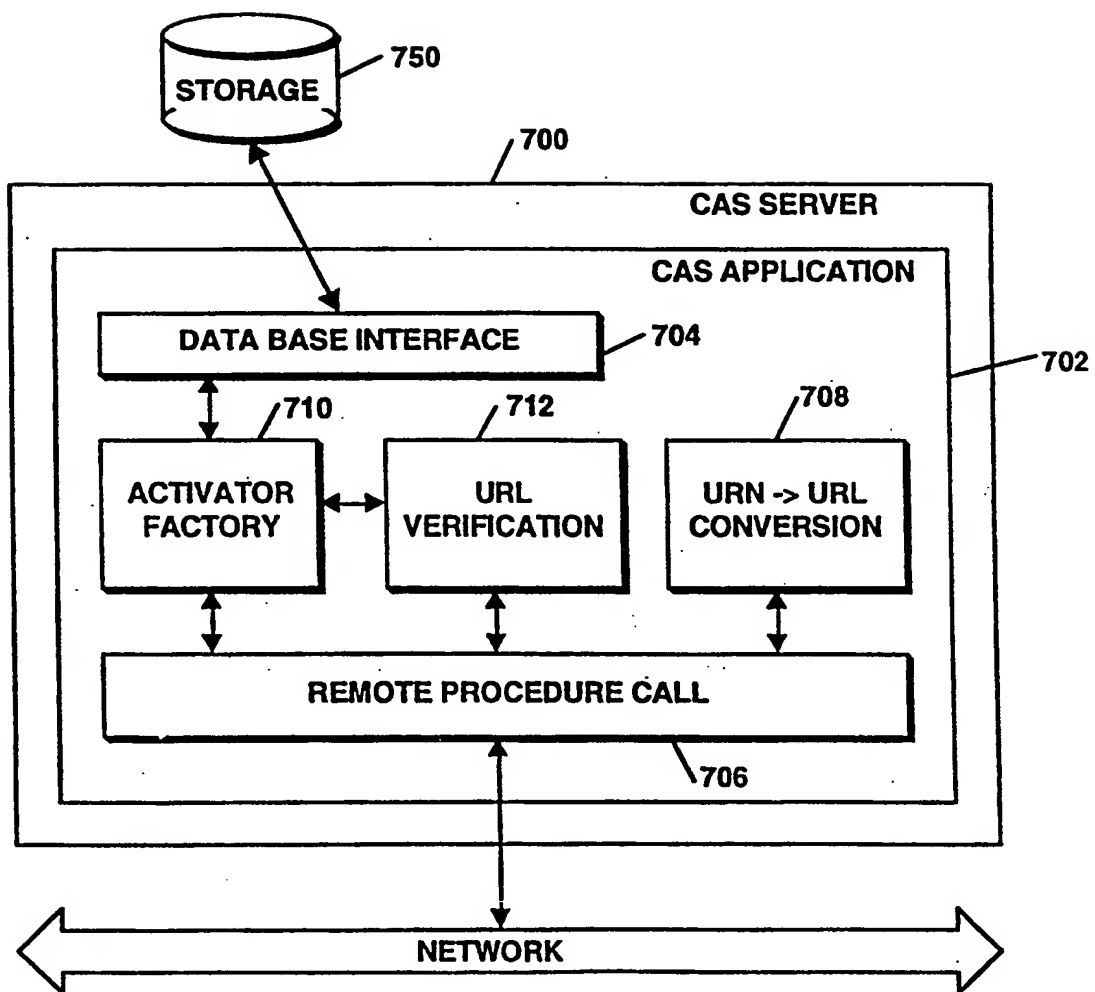 STORAGE
750
700
CAS SERVER
CAS APPLICATION
DATA BASE INTERFACE
704
702
710
712
708
ACTIVATOR
FACTORY
URL
VERIFICATION
URN -> URL
CONVERSION
REMOTE PROCEDURE CALL
706
NETWORK